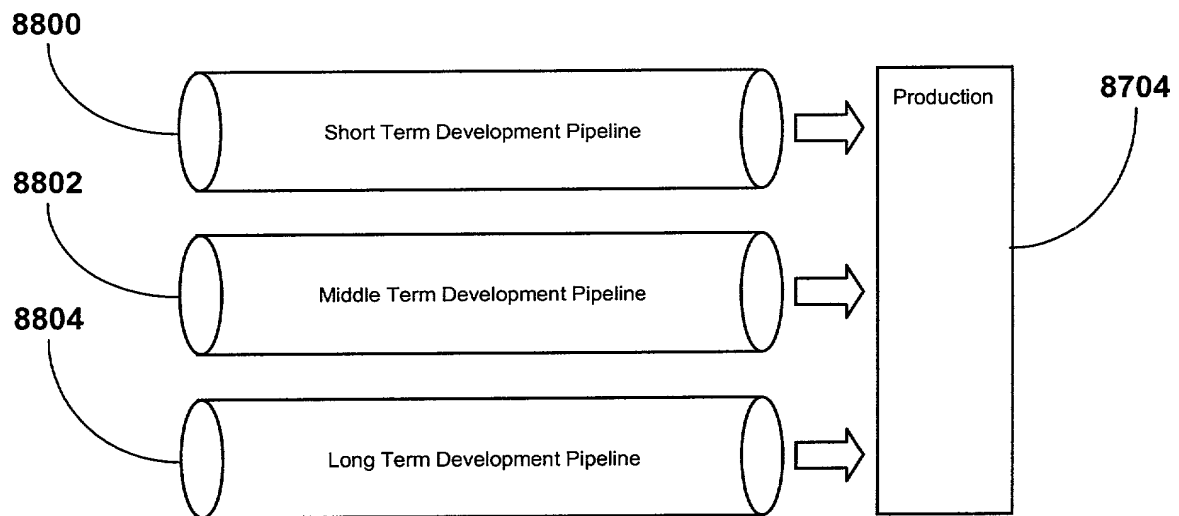 8800
Short Term Development Pipeline
Production
8704
8802
Middle Term Development Pipeline
8804
Long Term Development Pipeline